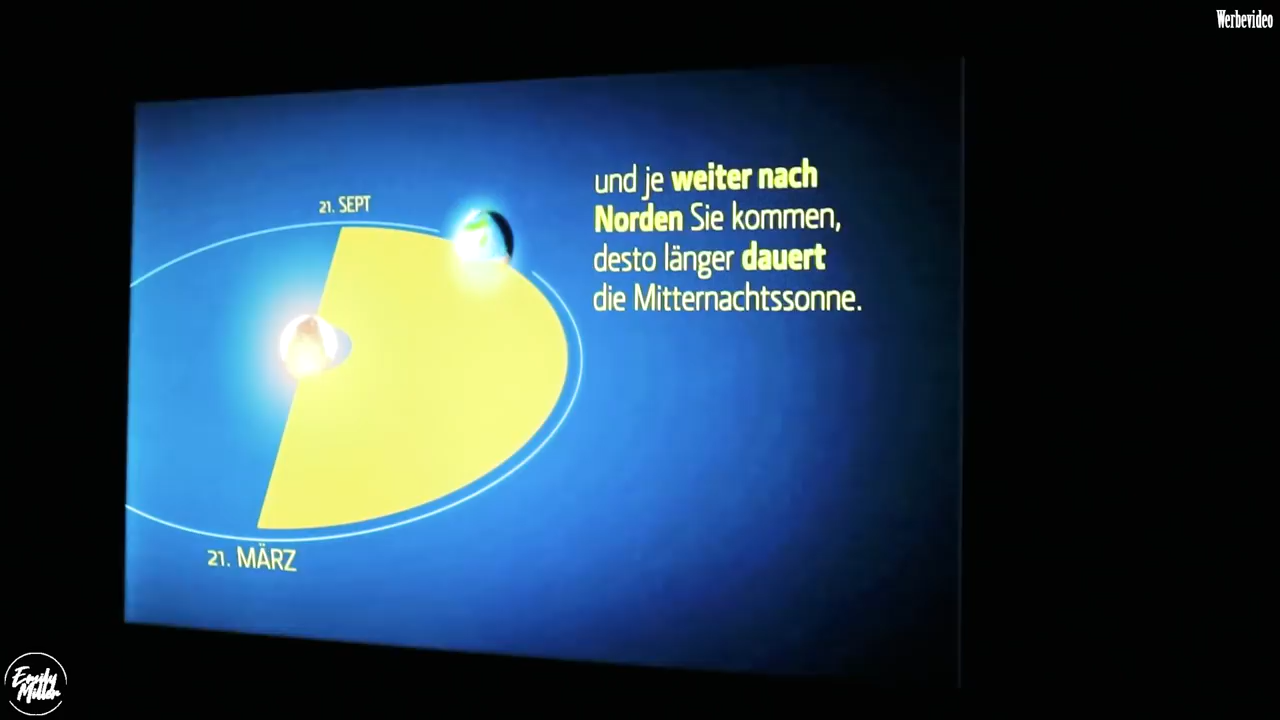 Werbevideo
und je weiter nach
Norden Sie kommen,
desto länger dauert
die Mitternachtssonne.
21. SEPT
21. MÄRZ
Emily
Miller